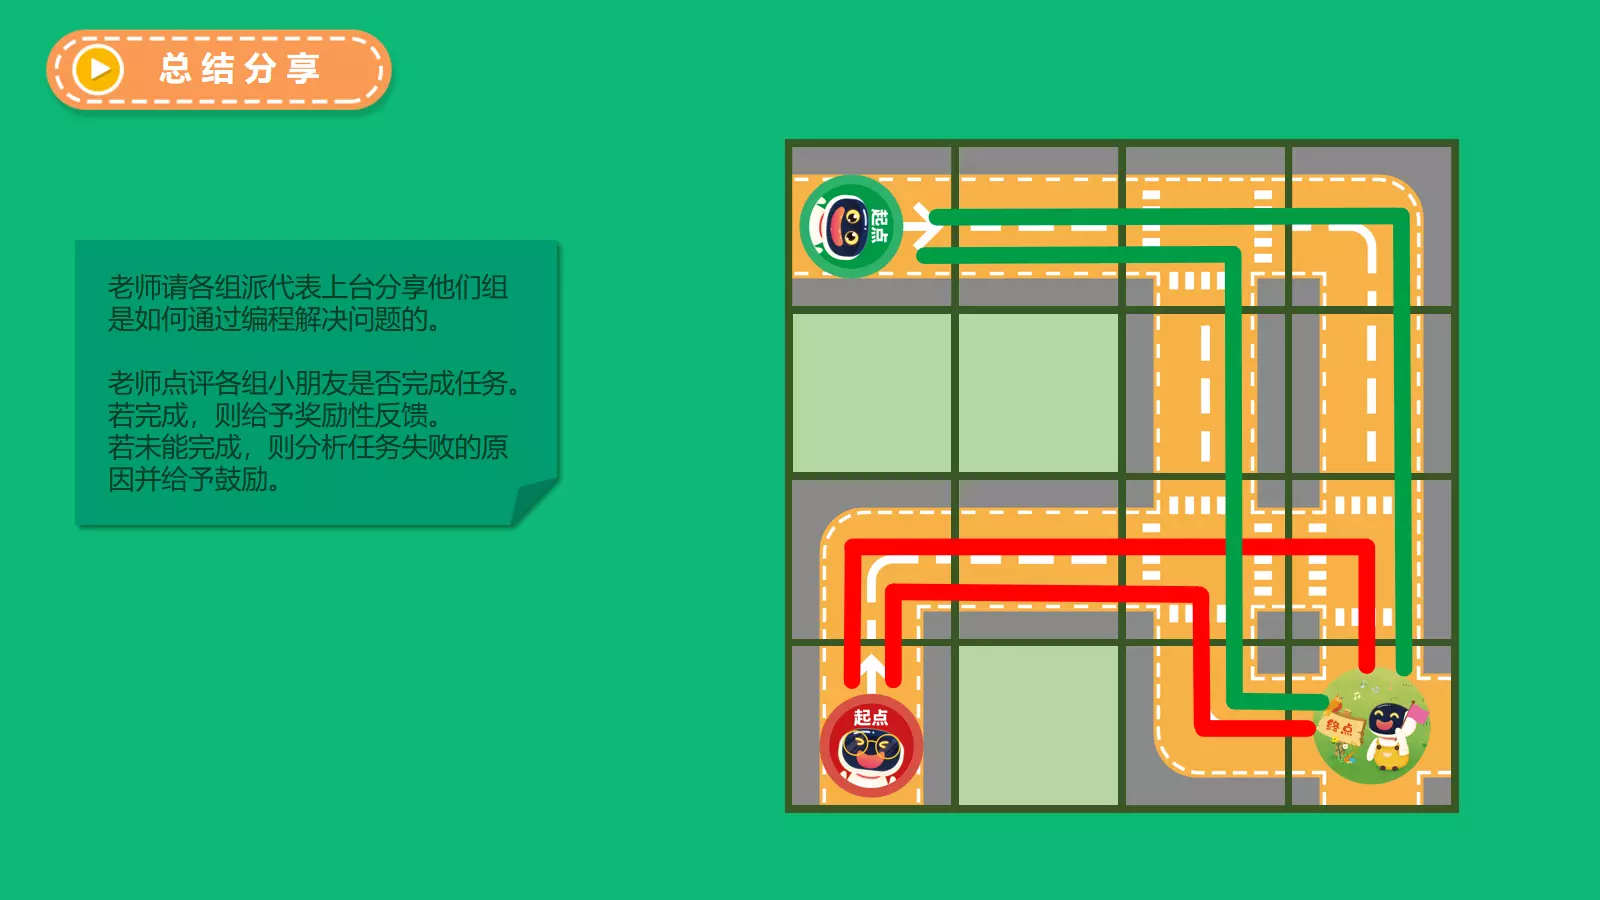 总结分享
老师请各组派代表上台分享他们组
是如何通过编程解决问题的。
老师点评各组小朋友是否完成任务。
若完成，则给予奖励性反馈。
若未能完成，则分析任务失败的原
因并给予鼓励。
起点
起点
终点